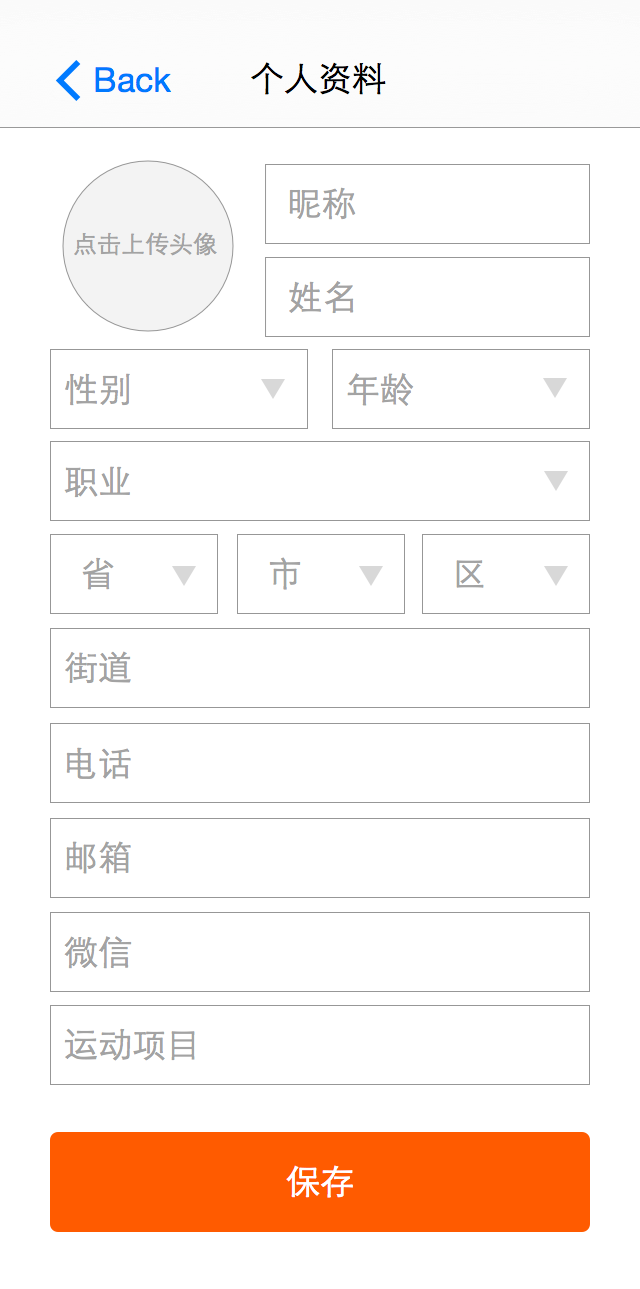 Back
个人资料
点击上传头像
昵称
姓名
性别
年龄
职业
省
市
区
街道
电话
邮箱
微信
运动项目
保存